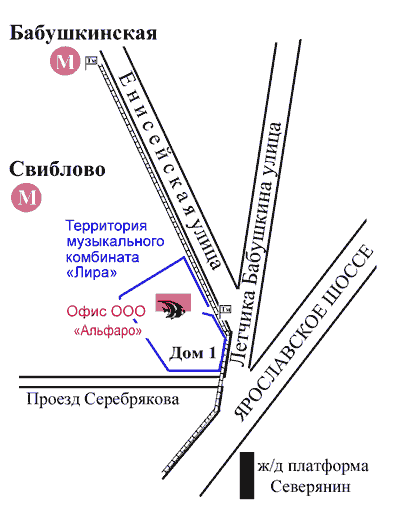 Бабушкинская
М
Тм
Енисейская улица
Свиблово
М
Летчика Бабушкина улица
Территория
музыкального
комбината
«Лира»
Офис ООО
«Альфаро»
Тм
Дом 1
ЯРОСЛАВСКОЕ ШОССЕ
Проезд Серебрякова
ж/д платформа
Северянин